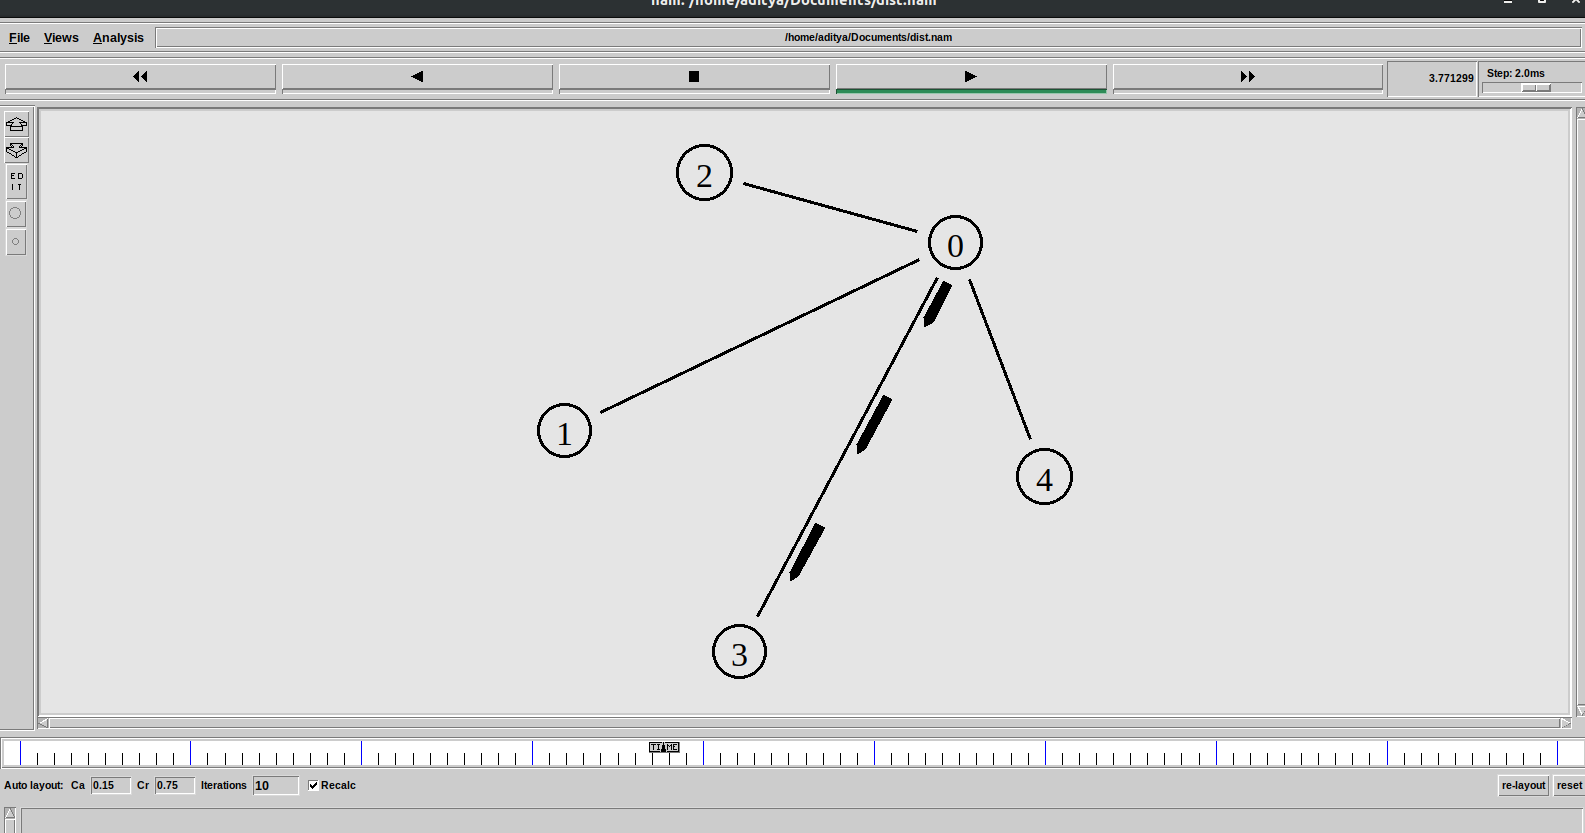 nam: /home/aditya/Documents/dist.nam
File Views Analysis /home/aditya/Documents/dist.nam
3.771299 Step: 2.0ms
ED
IT
2
0
1
4
3
TIME
Auto layout: Ca 0.15 Cr 0.75 Iterations 10 Recalc re-layout reset